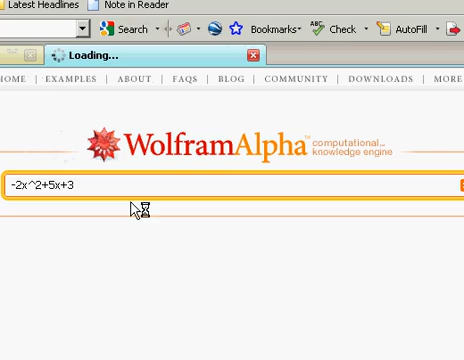 Latest Headlines Note in Reader
Search Bookmarks Check AutoFill
Loading...
HOME | EXAMPLES | ABOUT | FAQS | BLOG | COMMUNITY | DOWNLOADS | MORE
WolframAlpha™ computational... knowledge engine
-2x^2+5x+3